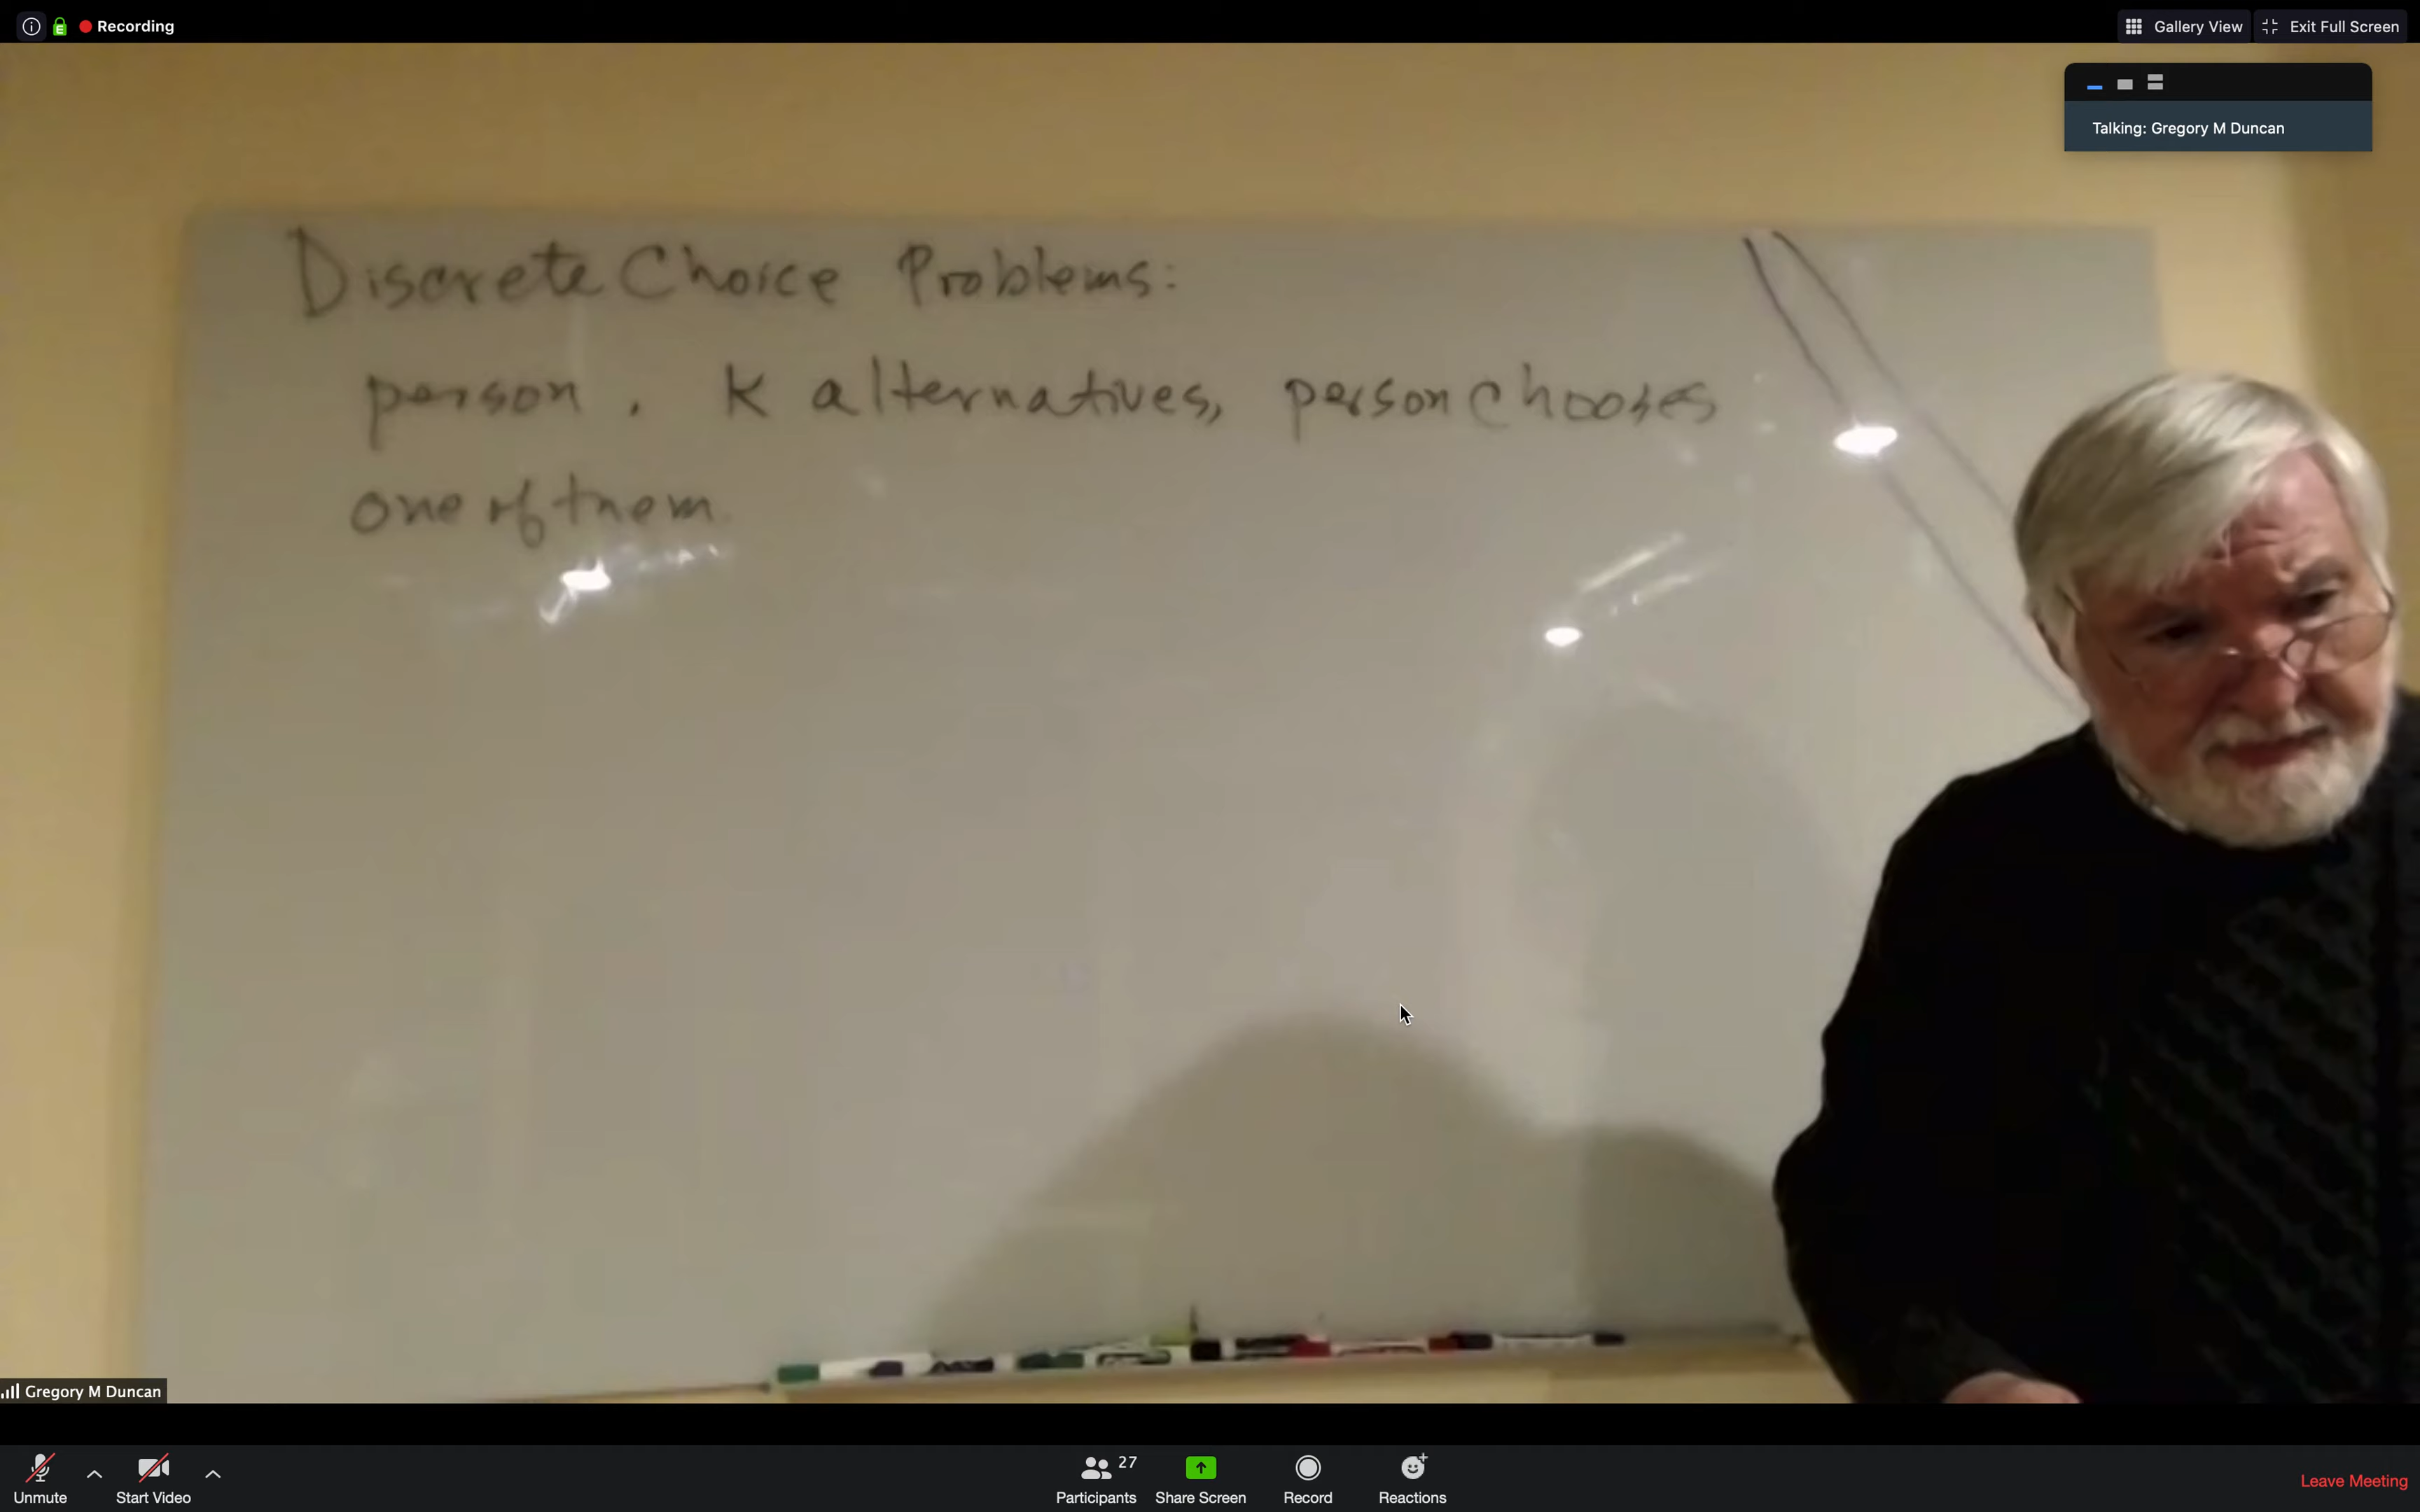 Recording
Gallery View
Exit Full Screen
Talking: Gregory M Duncan
Discrete Choice Problems:
person. K alternatives, person chooses
one of them.
Gregory M Duncan
Unmute
Start Video
27
Participants
Share Screen
Record
Reactions
Leave Meeting